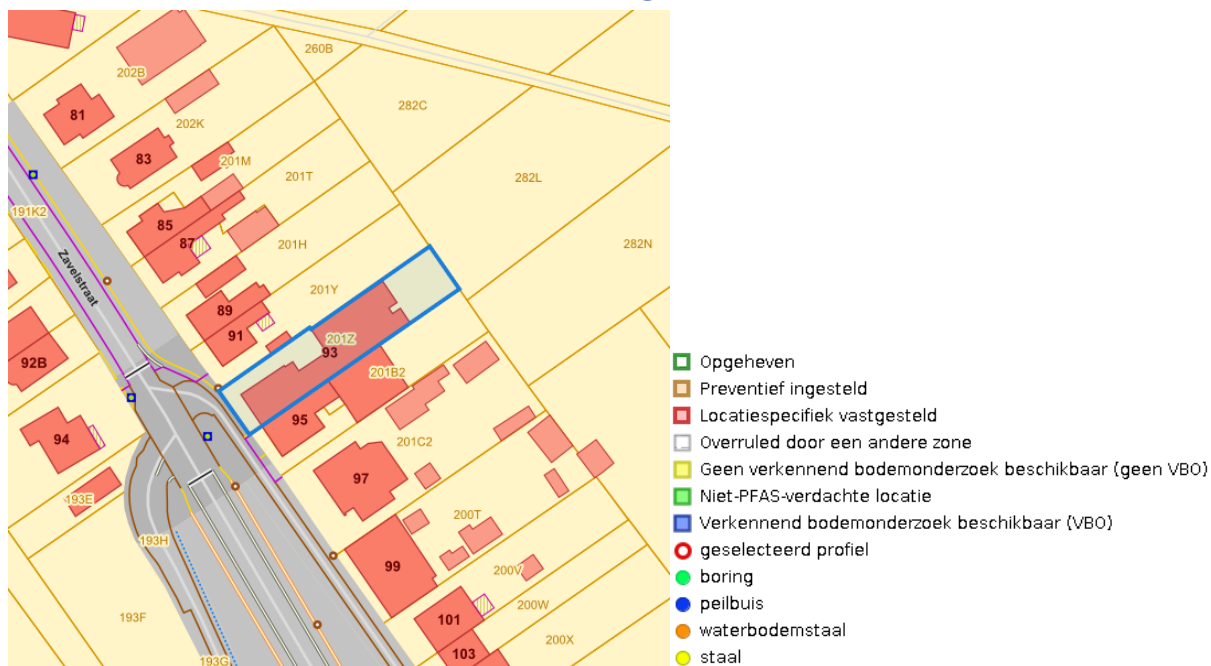 260B
202B
282C
81
202K
83
201M
201T
282L
191K2
85
87
201H
282N
Zavelstraat
201Y
89
91
201Z
93
92B
201B2
95
94
201C2
97
193E
200T
193H
99
200V
200W
193F
101
200X
103
193G
Opgeheven
Preventief ingesteld
Locatiespecifiek vastgesteld
Overruled door een andere zone
Geen verkennend bodemonderzoek beschikbaar (geen VBO)
Niet-PFAS-verdachte locatie
Verkennend bodemonderzoek beschikbaar (VBO)
geselecteerd profiel
boring
peilbuis
waterbodemstaal
staal